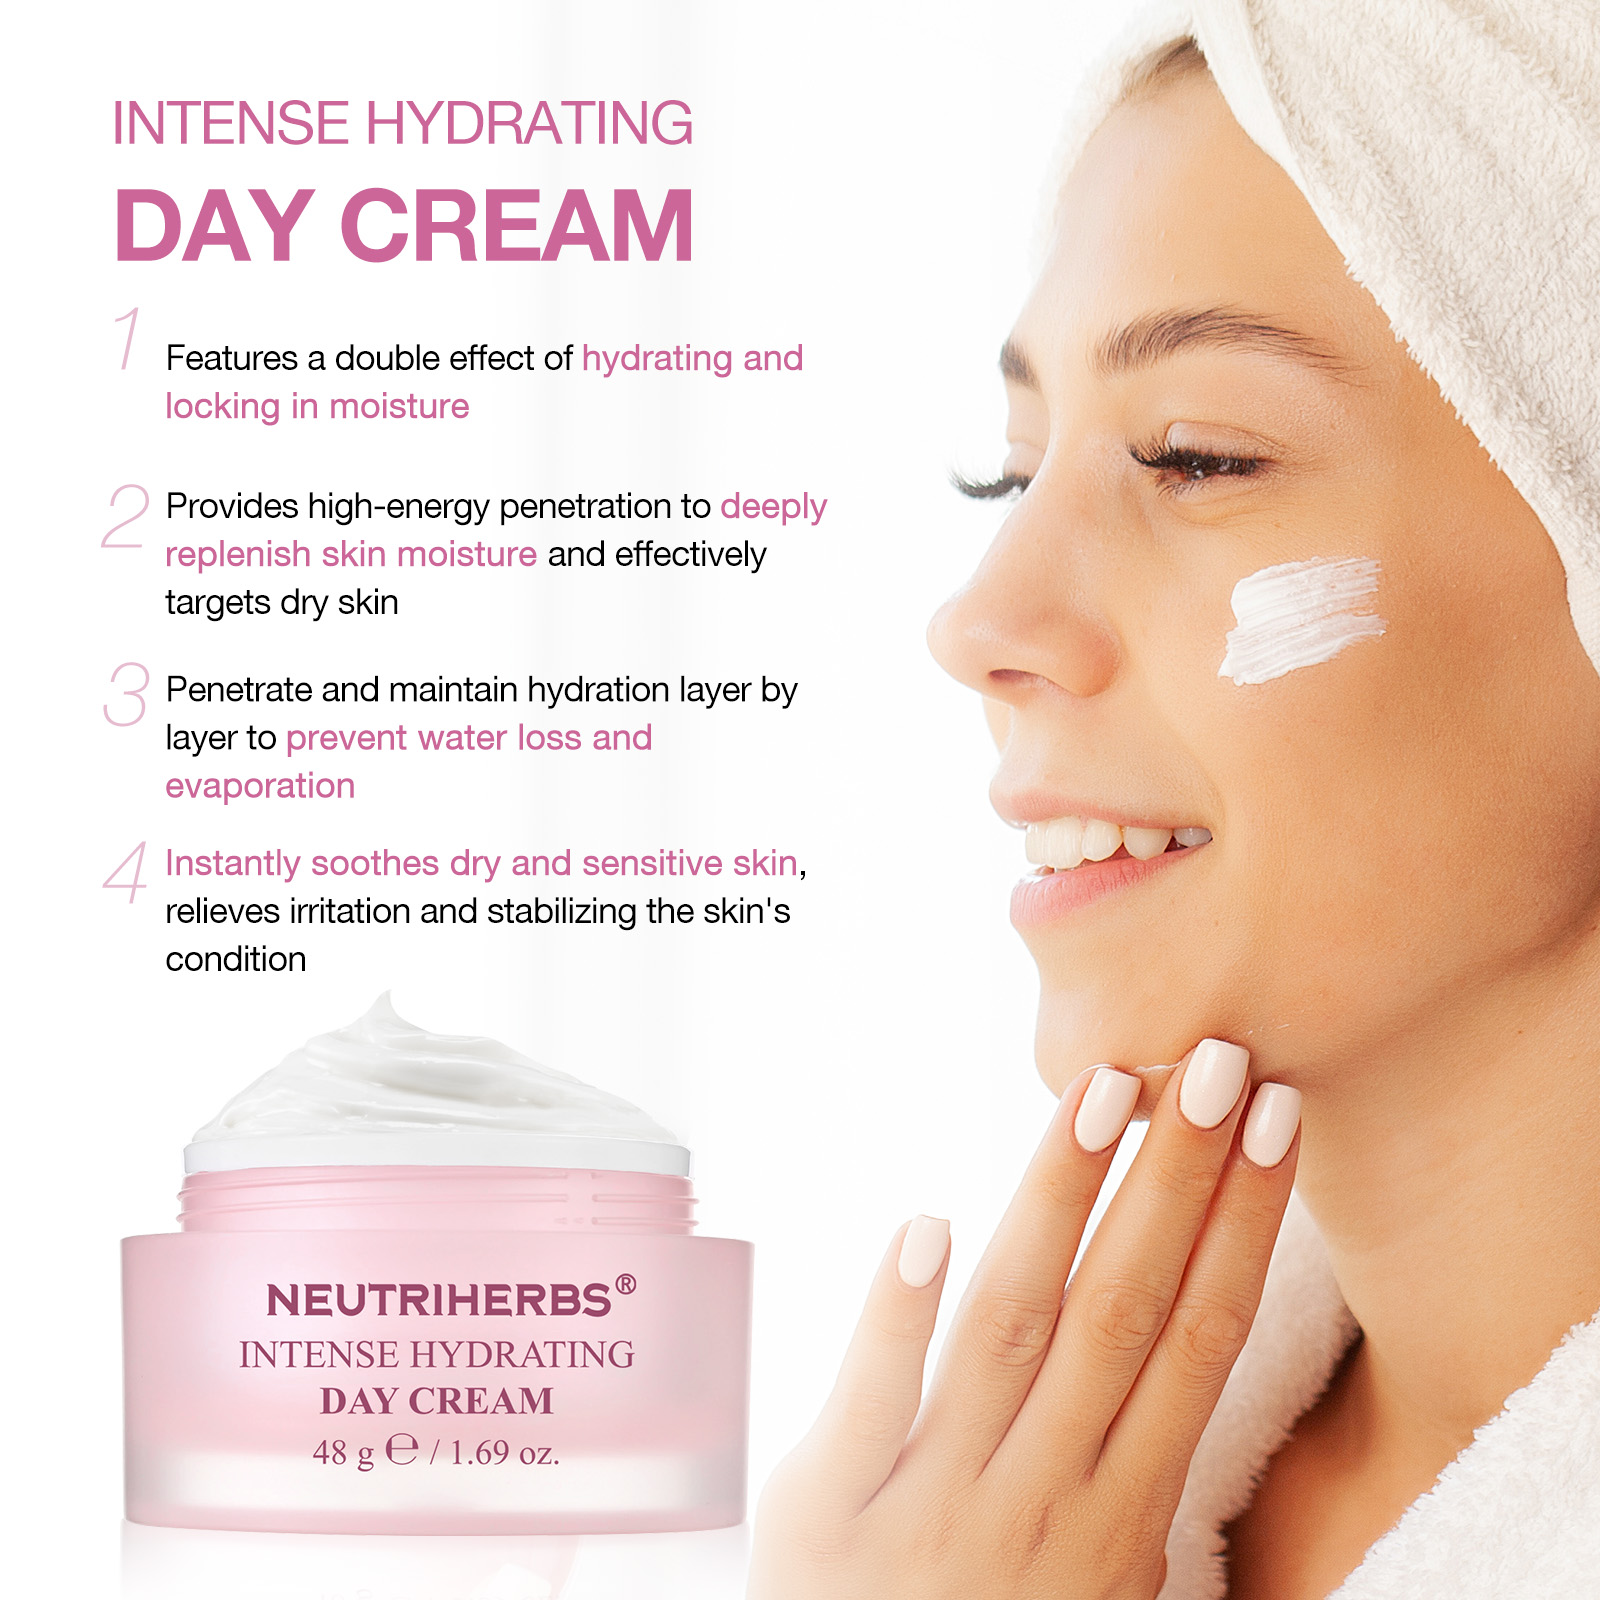 INTENSE HYDRATING
DAY CREAM
1
Features a double effect of hydrating and
locking in moisture
2
Provides high-energy penetration to deeply
replenish skin moisture and effectively
targets dry skin
3
Penetrate and maintain hydration layer by
layer to prevent water loss and
evaporation
4
Instantly soothes dry and sensitive skin,
relieves irritation and stabilizing the skin's
condition
NEUTRIHERBS®
INTENSE HYDRATING
DAY CREAM
48 g ℮ / 1.69 oz.